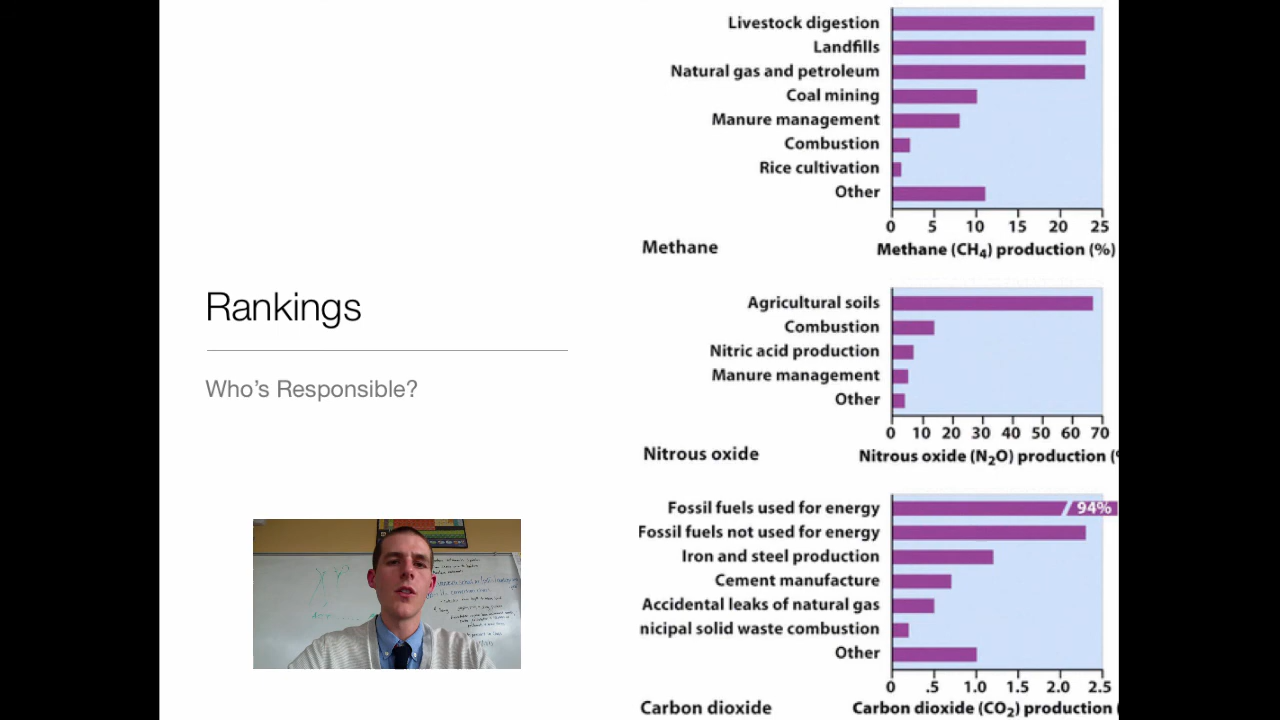 Rankings
Who's Responsible?
Livestock digestion
Landfills
Natural gas and petroleum
Coal mining
Manure management
Combustion
Rice cultivation
Other
0 5 10 15 20 25
Methane
Methane (CH₄) production (%)
Agricultural soils
Combustion
Nitric acid production
Manure management
Other
0 10 20 30 40 50 60 70
Nitrous oxide
Nitrous oxide (N₂O) production (
Fossil fuels used for energy
94%
Fossil fuels not used for energy
Iron and steel production
Cement manufacture
Accidental leaks of natural gas
nicipal solid waste combustion
Other
0 .5 1.0 1.5 2.0 2.5
Carbon dioxide
Carbon dioxide (CO₂) production